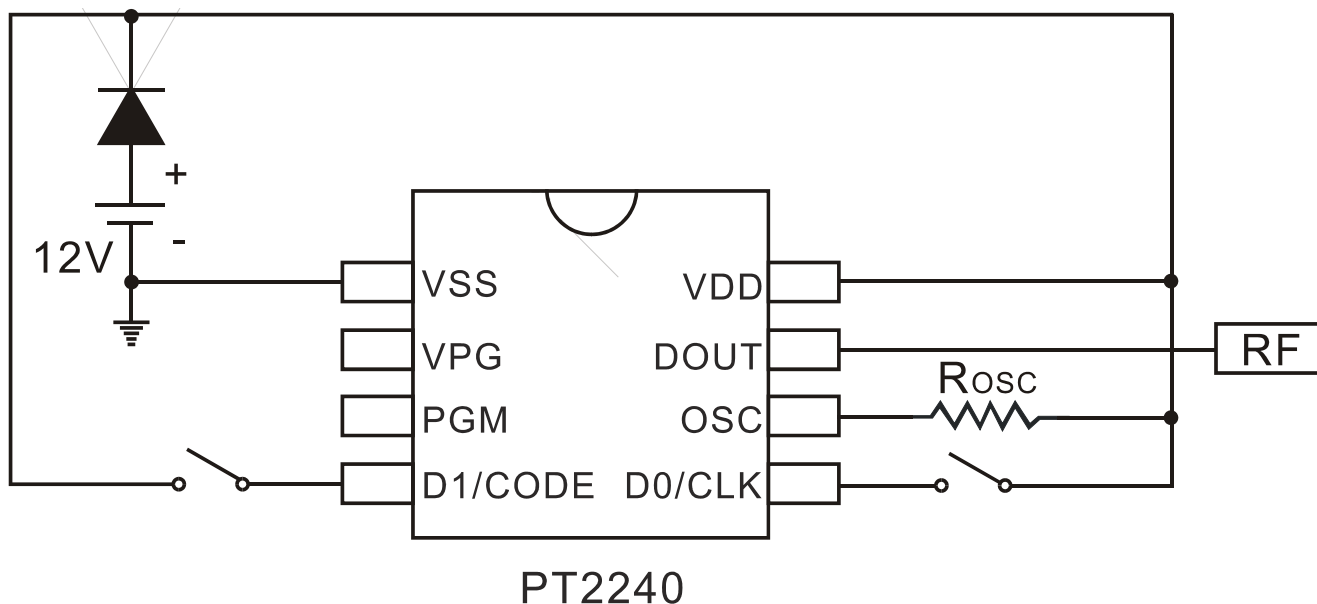 +
12V
-
VSS
VDD
VPG
DOUT
RF
ROSC
PGM
OSC
D1/CODE
D0/CLK
PT2240